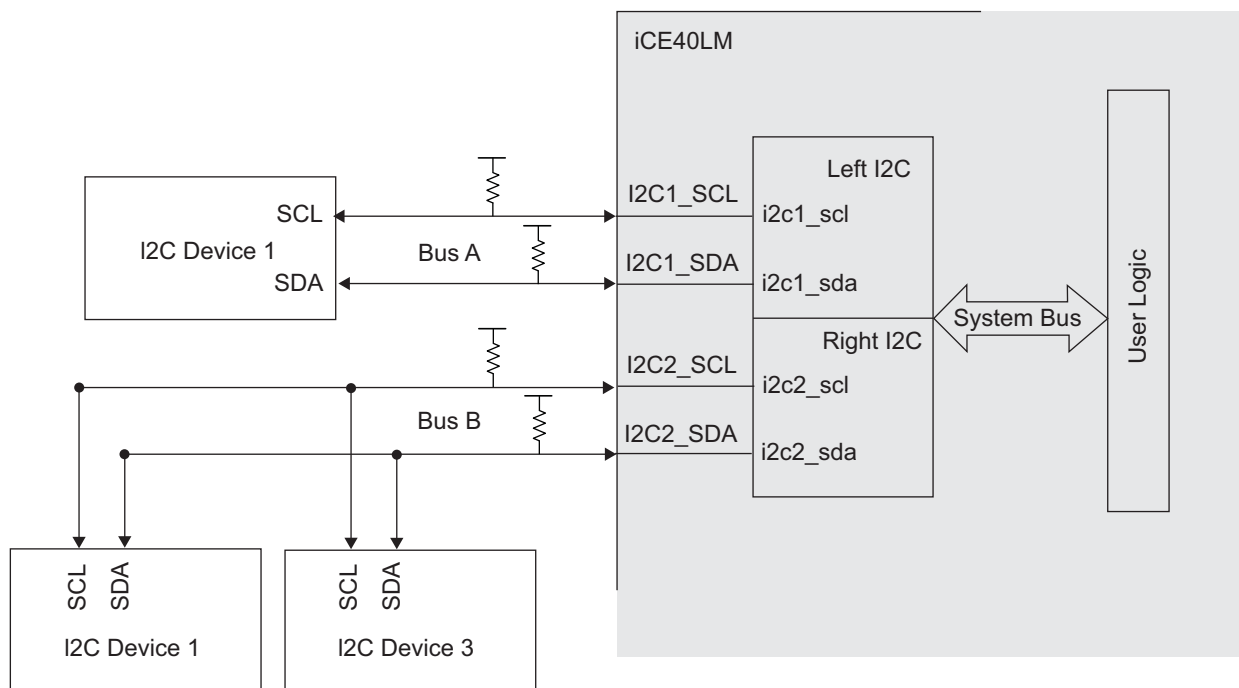 iCE40LM
Left I2C
I2C1_SCL
SCL
i2c1_scl
I2C Device 1
Bus A
I2C1_SDA
SDA
i2c1_sda
System Bus
User Logic
Right I2C
I2C2_SCL
i2c2_scl
Bus B
I2C2_SDA
i2c2_sda
SCL
SDA
SCL
SDA
I2C Device 1
I2C Device 3